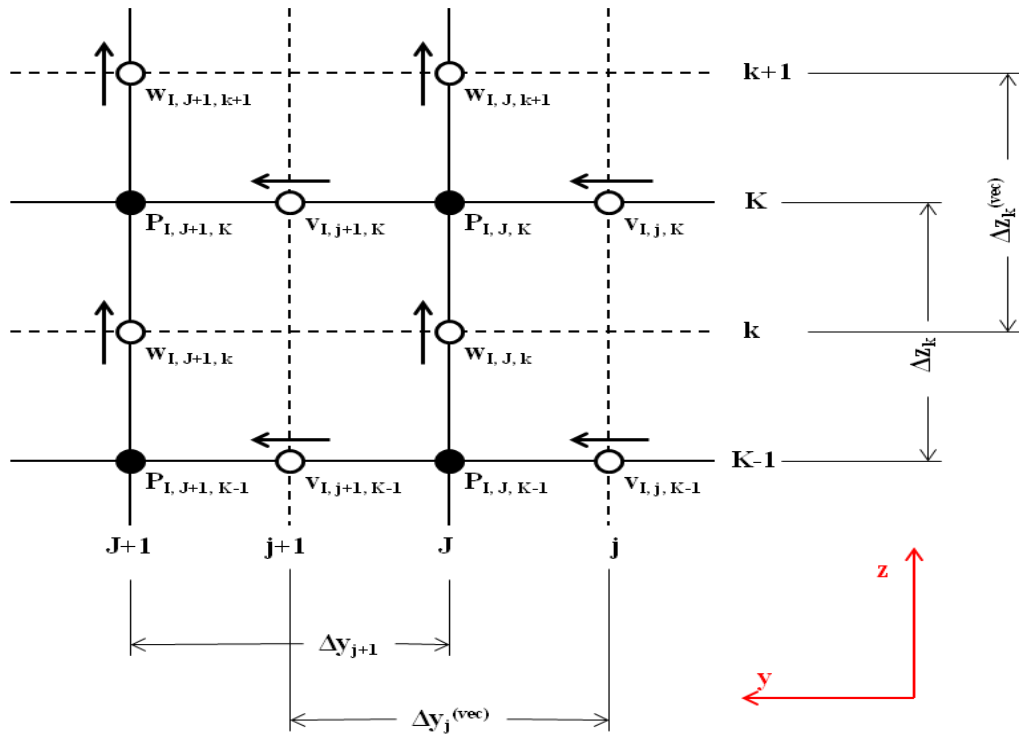 k+1
w_{I, J+1, k+1} w_{I, J, k+1}
K
P_{I, J+1, K} v_{I, j+1, K} P_{I, J, K} v_{I, j, K}
Δz_k^{(vec)}
k
w_{I, J+1, k} w_{I, J, k}
Δz_k
K-1
P_{I, J+1, K-1} v_{I, j+1, K-1} P_{I, J, K-1} v_{I, j, K-1}
J+1 j+1 J j
z
Δy_{j+1}
y
Δy_j^{(vec)}